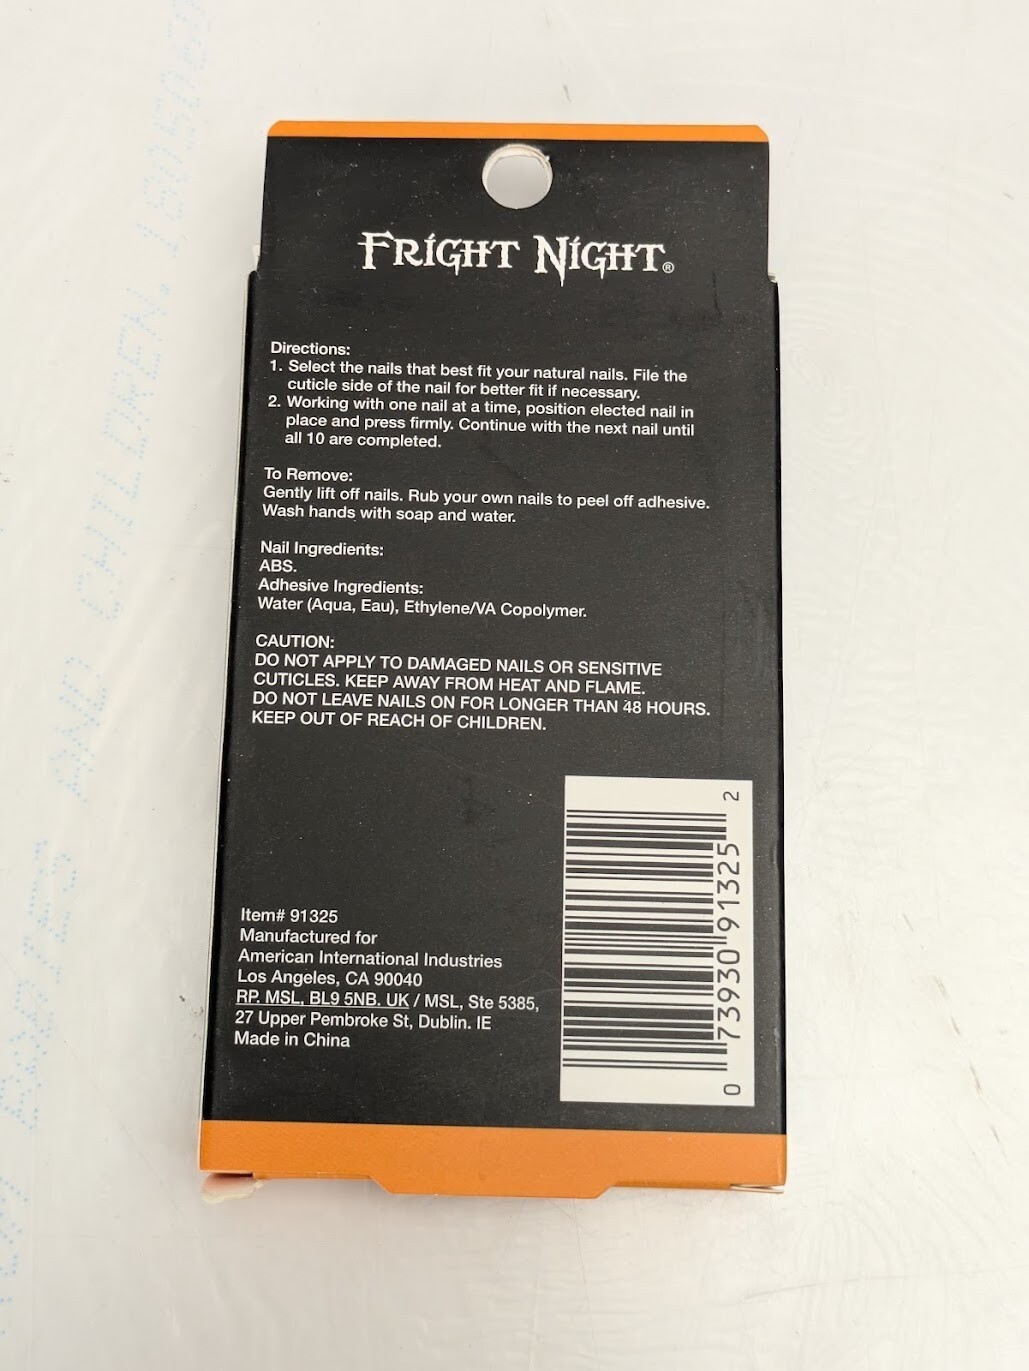 FRIGHT NIGHT®
Directions:
1. Select the nails that best fit your natural nails. File the
cuticle side of the nail for better fit if necessary.
2. Working with one nail at a time, position elected nail in
place and press firmly. Continue with the next nail until
all 10 are completed.
To Remove:
Gently lift off nails. Rub your own nails to peel off adhesive.
Wash hands with soap and water.
Nail Ingredients:
ABS.
Adhesive Ingredients:
Water (Aqua, Eau), Ethylene/VA Copolymer.
CAUTION:
DO NOT APPLY TO DAMAGED NAILS OR SENSITIVE
CUTICLES. KEEP AWAY FROM HEAT AND FLAME.
DO NOT LEAVE NAILS ON FOR LONGER THAN 48 HOURS.
KEEP OUT OF REACH OF CHILDREN.
Item# 91325
Manufactured for
American International Industries
Los Angeles, CA 90040
RP. MSL, BL9 5NB. UK / MSL, Ste 5385,
27 Upper Pembroke St, Dublin. IE
Made in China
0 73930 91325 2
AND CHILDREN.